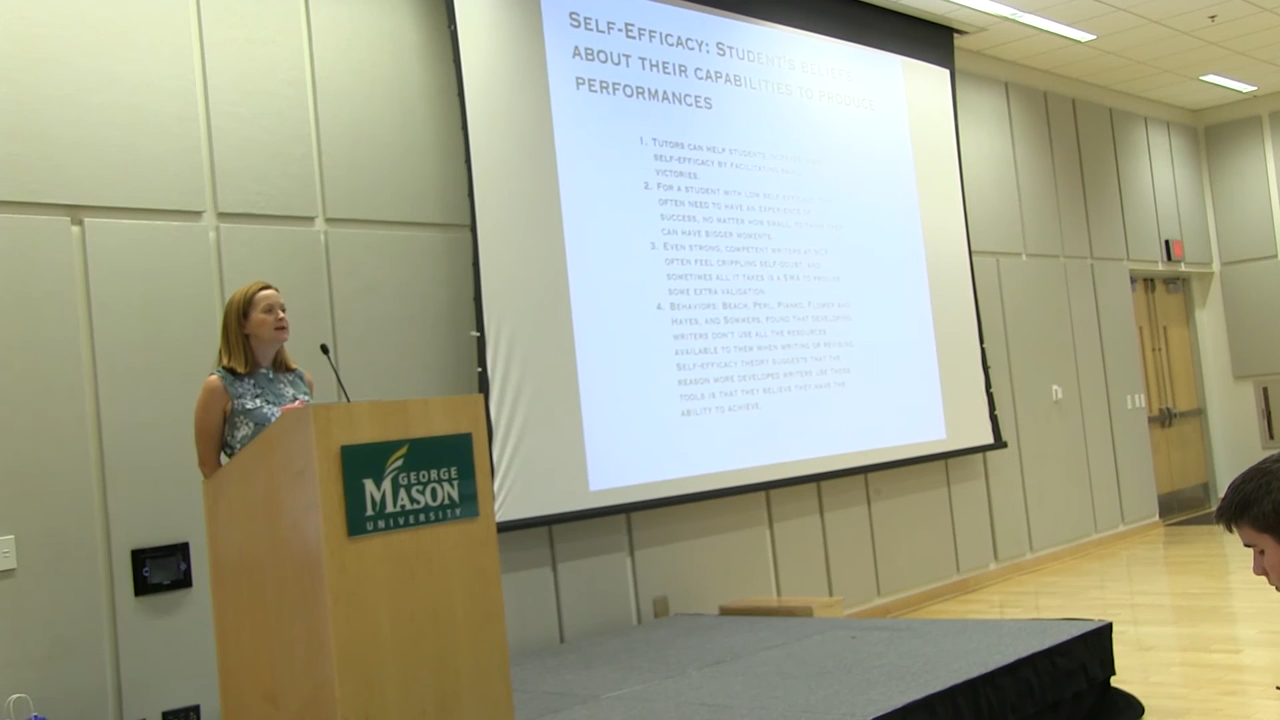 Self-Efficacy: Student's beliefs
about their capabilities to produce
performances
1. Tutors can help students
self-efficacy by facilitating
victories.
2. For a student with low self-efficacy,
often need to have an experience of
success, no matter how small,
can have bigger moments.
3. Even strong, competent writers at
often feel crippling self-doubt, and
sometimes all it takes is a to provide
some extra validation.
4. Behaviors: Beach, Perl, Pianko, Flower and
Hayes, and Sommers, found that developing
writers don't use all the resources
available to them when writing or revising.
Self-efficacy theory suggests that the
reason more developed writers use those
tools is that they believe they have the
ability to achieve.
GEORGE
MASON
UNIVERSITY